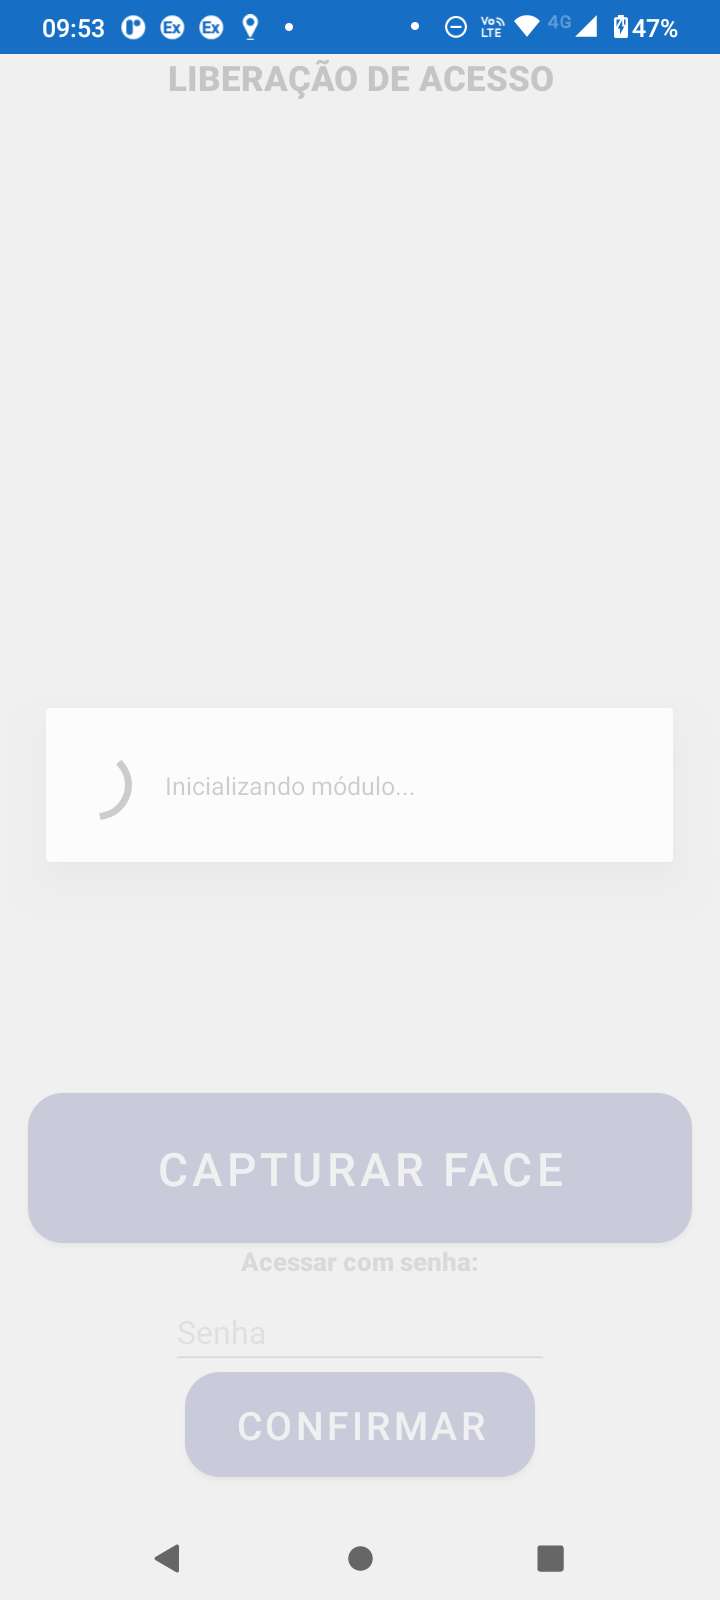 09:53 Ex Ex Vo LTE 4G 47%
LIBERAÇÃO DE ACESSO
Inicializando módulo...
CAPTURAR FACE
Acessar com senha:
Senha
CONFIRMAR